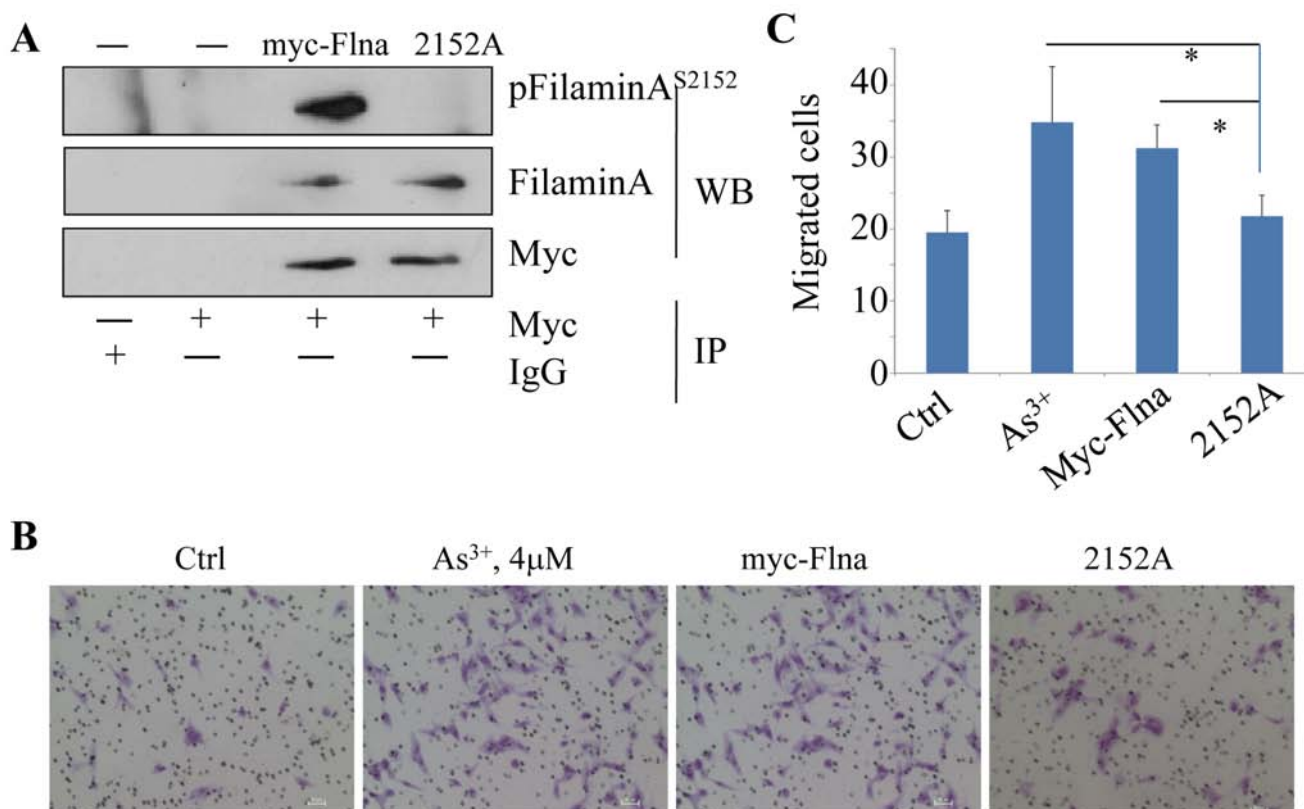 A
— — myc-Flna 2152A
pFilaminA^S2152
FilaminA
Myc
WB
— + + + Myc
+ — — — IgG
IP
C
Migrated cells
40
30
20
10
0
*
*
Ctrl
As³⁺
Myc-Flna
2152A
B
Ctrl As³⁺, 4μM myc-Flna 2152A